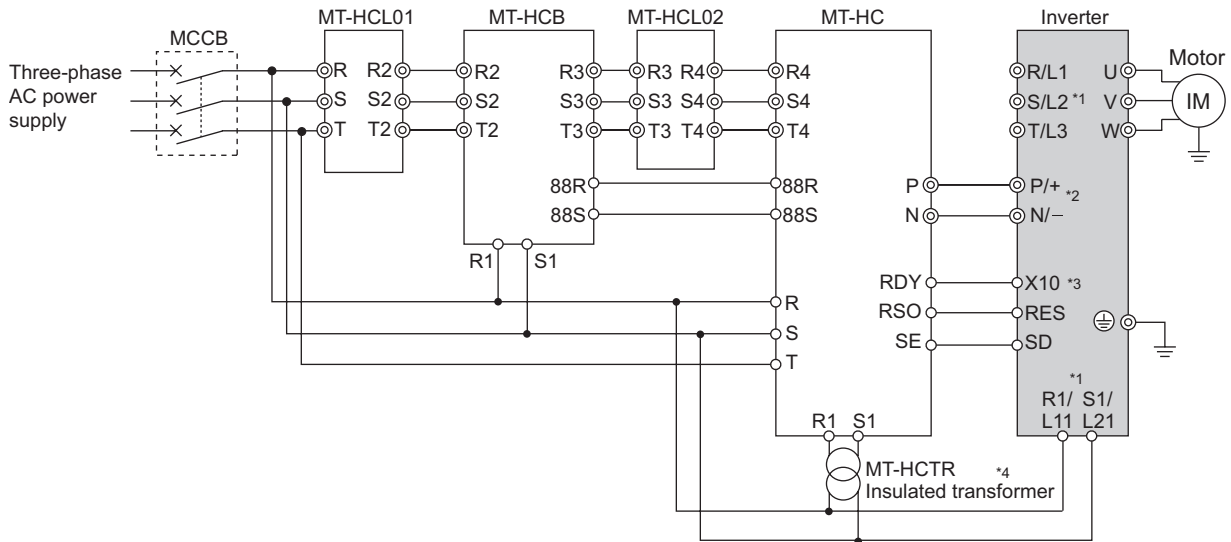 MT-HCL01 MT-HCB MT-HCL02 MT-HC Inverter
MCCB
Motor
Three-phase
AC power
supply
R R2 R2 R3 R3 R4 R4 R/L1 U
S S2 S2 S3 S3 S4 S4 S/L2 *1 V IM
T T2 T2 T3 T3 T4 T4 T/L3 W
88R 88R P P/+ *2
88S 88S N N/−
R1 S1
RDY X10 *3
R RSO RES
S SE SD
T
*1
R1/ S1/
L11 L21
R1 S1
MT-HCTR *4
Insulated transformer